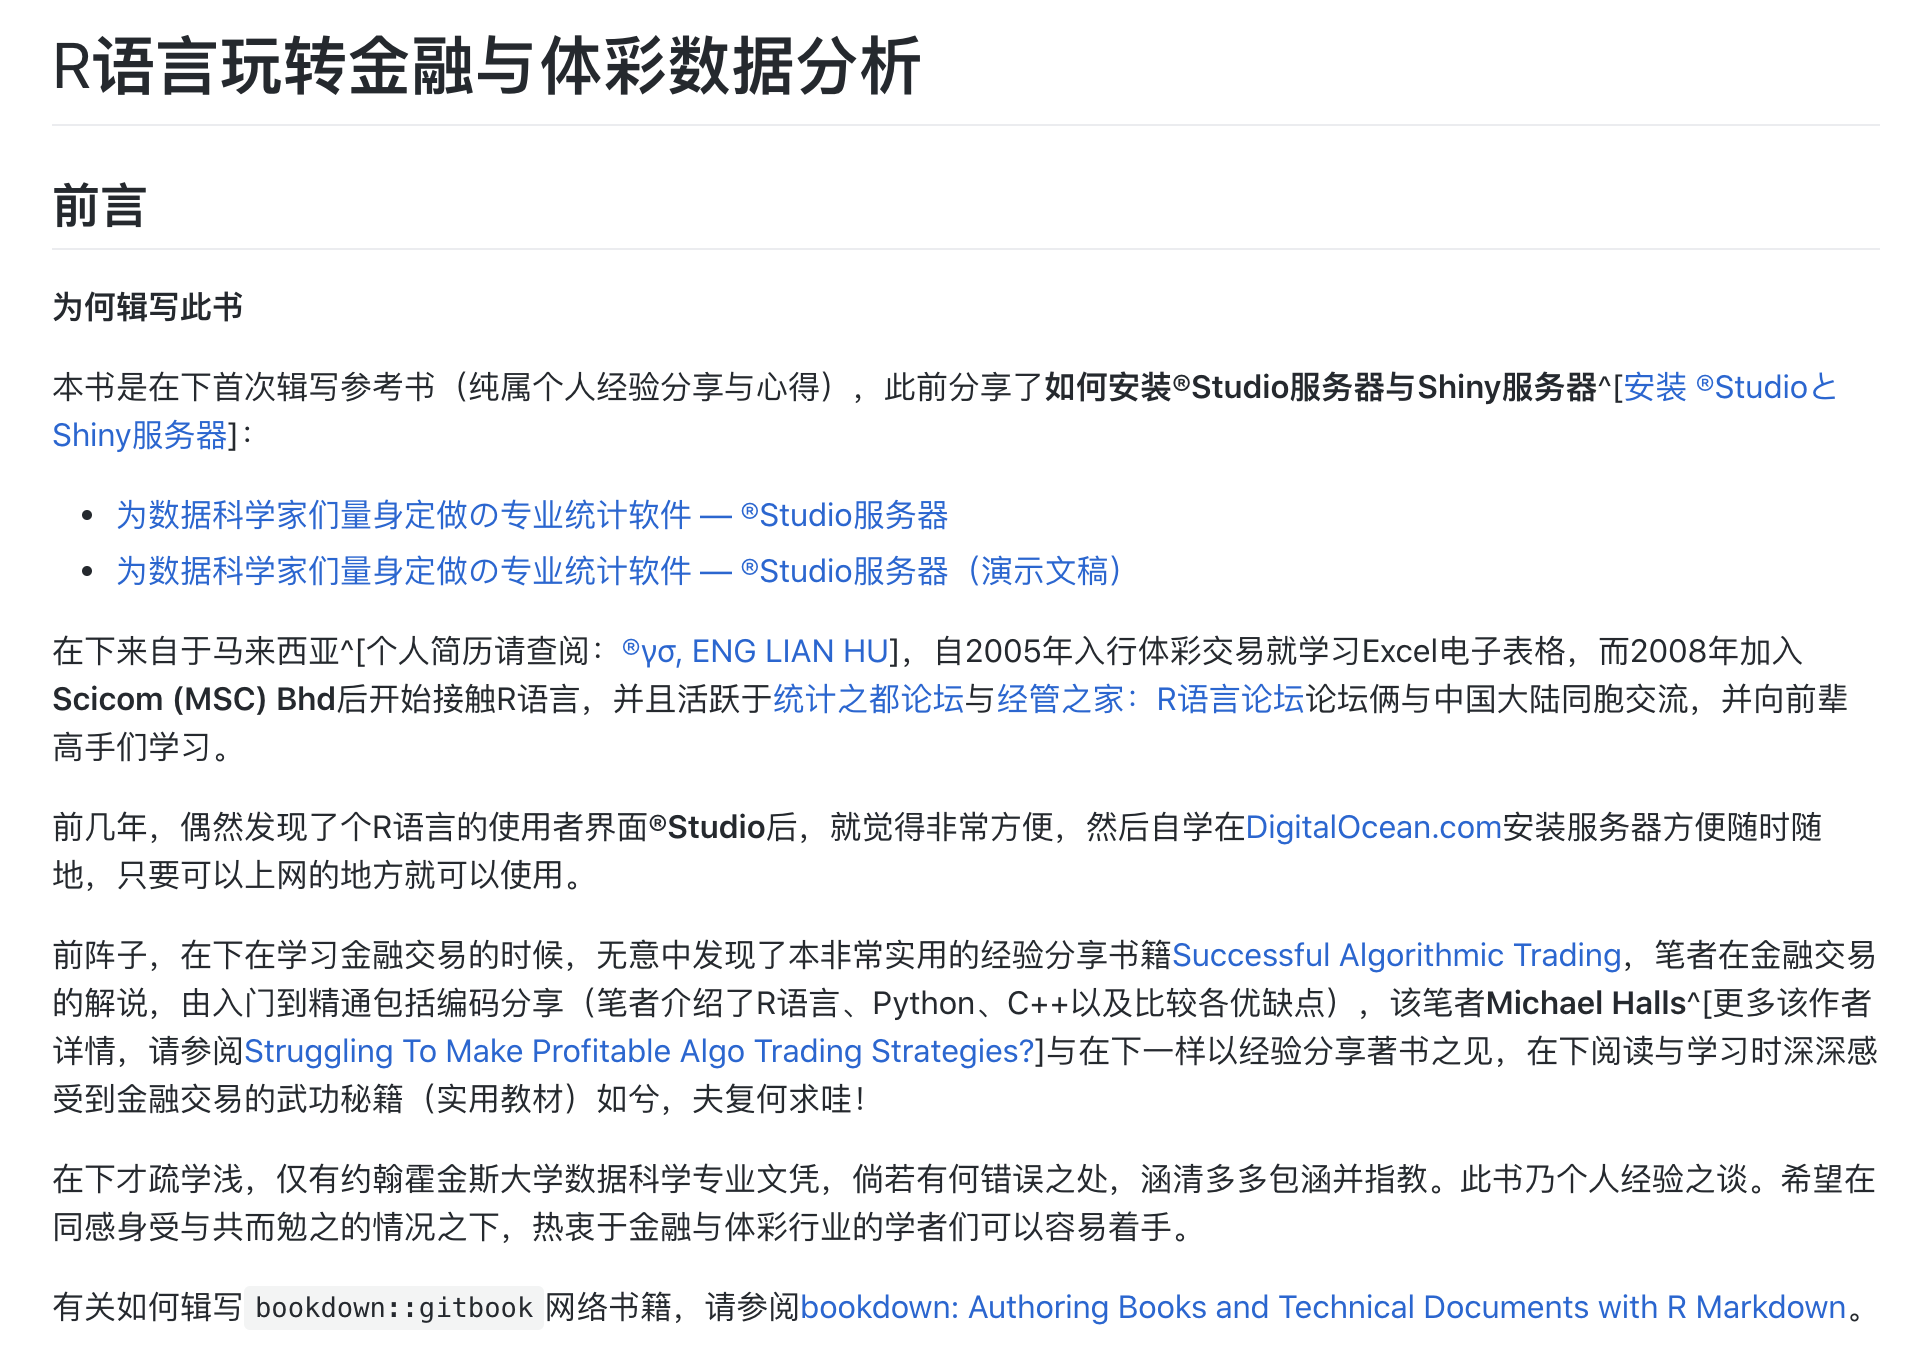 R语言玩转金融与体彩数据分析
前言
为何辑写此书
本书是在下首次辑写参考书（纯属个人经验分享与心得），此前分享了如何安装®Studio服务器与Shiny服务器^[安装 ®Studioと
Shiny服务器]：
• 为数据科学家们量身定做の专业统计软件 — ®Studio服务器
• 为数据科学家们量身定做の专业统计软件 — ®Studio服务器（演示文稿）
在下来自于马来西亚^[个人简历请查阅：®γσ, ENG LIAN HU]，自2005年入行体彩交易就学习Excel电子表格，而2008年加入
Scicom (MSC) Bhd后开始接触R语言，并且活跃于统计之都论坛与经管之家：R语言论坛论坛俩与中国大陆同胞交流，并向前辈
高手们学习。
前几年，偶然发现了个R语言的使用者界面®Studio后，就觉得非常方便，然后自学在DigitalOcean.com安装服务器方便随时随
地，只要可以上网的地方就可以使用。
前阵子，在下在学习金融交易的时候，无意中发现了本非常实用的经验分享书籍Successful Algorithmic Trading，笔者在金融交易
的解说，由入门到精通包括编码分享（笔者介绍了R语言、Python、C++以及比较各优缺点），该笔者Michael Halls^[更多该作者
详情，请参阅Struggling To Make Profitable Algo Trading Strategies?]与在下一样以经验分享著书之见，在下阅读与学习时深深感
受到金融交易的武功秘籍（实用教材）如兮，夫复何求哇！
在下才疏学浅，仅有约翰霍金斯大学数据科学专业文凭，倘若有何错误之处，涵清多多包涵并指教。此书乃个人经验之谈。希望在
同感身受与共而勉之的情况之下，热衷于金融与体彩行业的学者们可以容易着手。
有关如何辑写 bookdown::gitbook 网络书籍，请参阅bookdown: Authoring Books and Technical Documents with R Markdown。